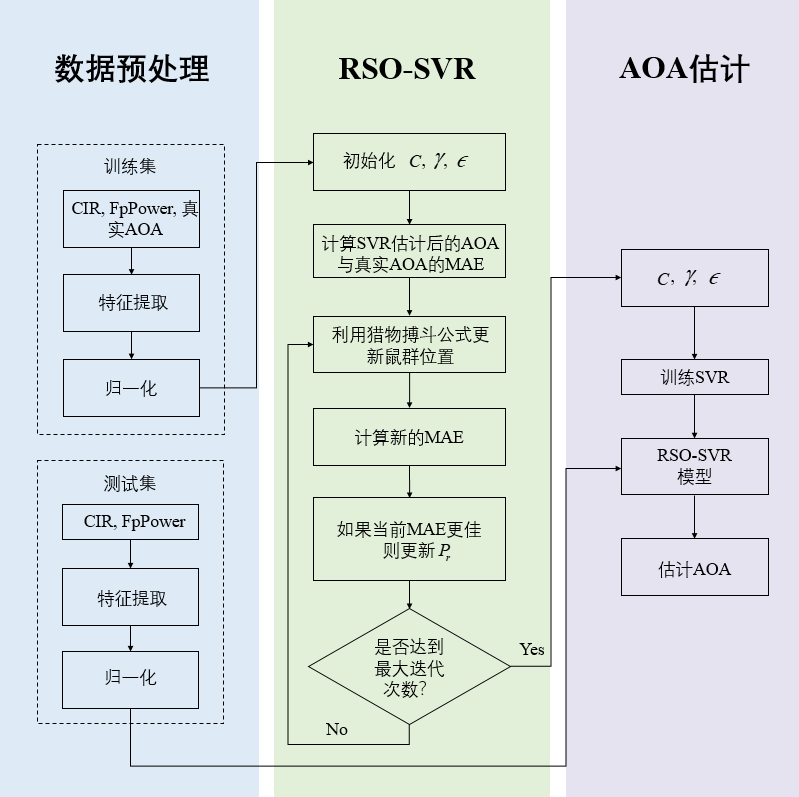 数据预处理
训练集
CIR, FpPower, 真
实AOA
特征提取
归一化
测试集
CIR, FpPower
特征提取
归一化
RSO-SVR
初始化 C, γ, ϵ
计算SVR估计后的AOA
与真实AOA的MAE
利用猎物搏斗公式更
新鼠群位置
计算新的MAE
如果当前MAE更佳
则更新 Pr
是否达到
最大迭代
次数?
Yes
No
AOA估计
C, γ, ϵ
训练SVR
RSO-SVR
模型
估计AOA